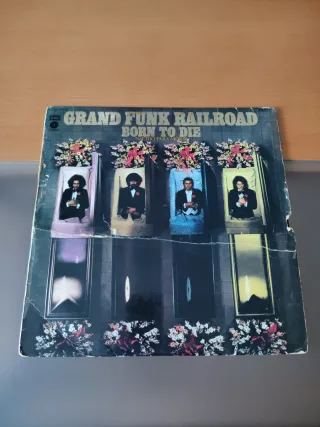 GRAND FUNK RAILROAD
BORN TO DIE